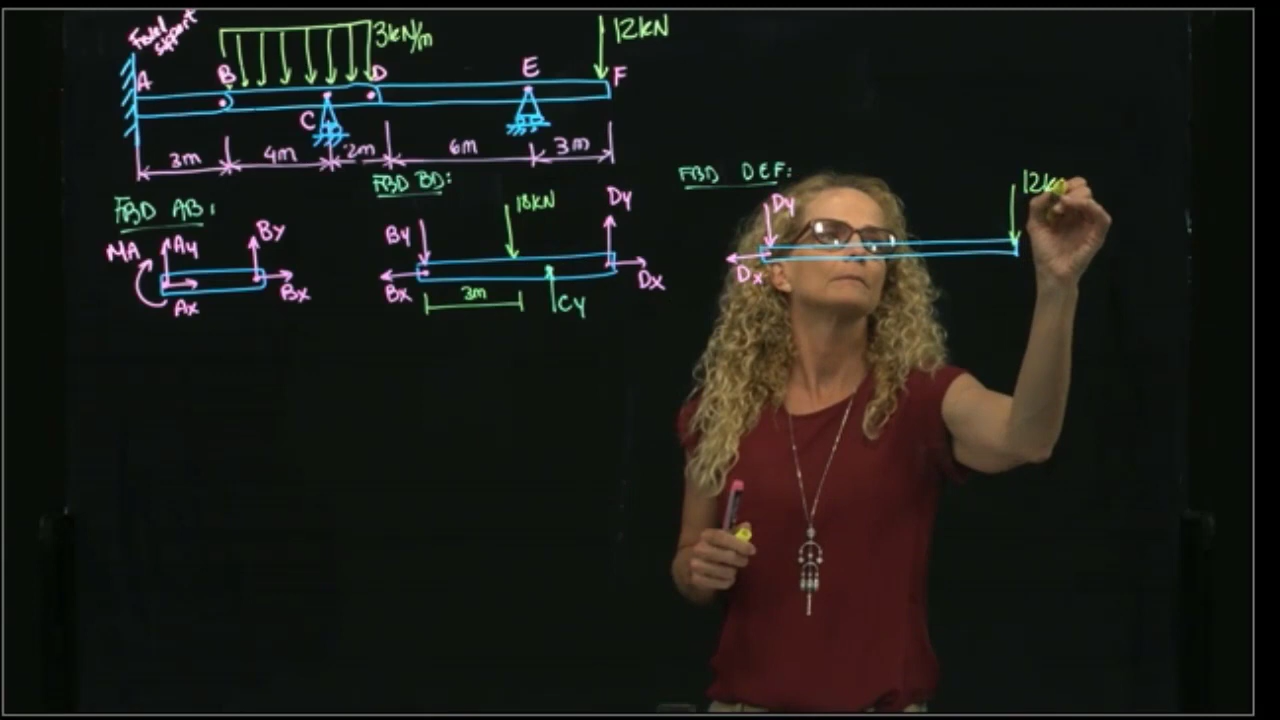 Fixed support
3kN/m
12kN
A
B
C
D
E
F
3m
4m
2m
6m
3m
FBD AB:
MA
Ay
By
Ax
Bx
FBD BD:
By
18kN
Dy
Bx
3m
Cy
Dx
FBD DEF:
Dy
Dx
12kN